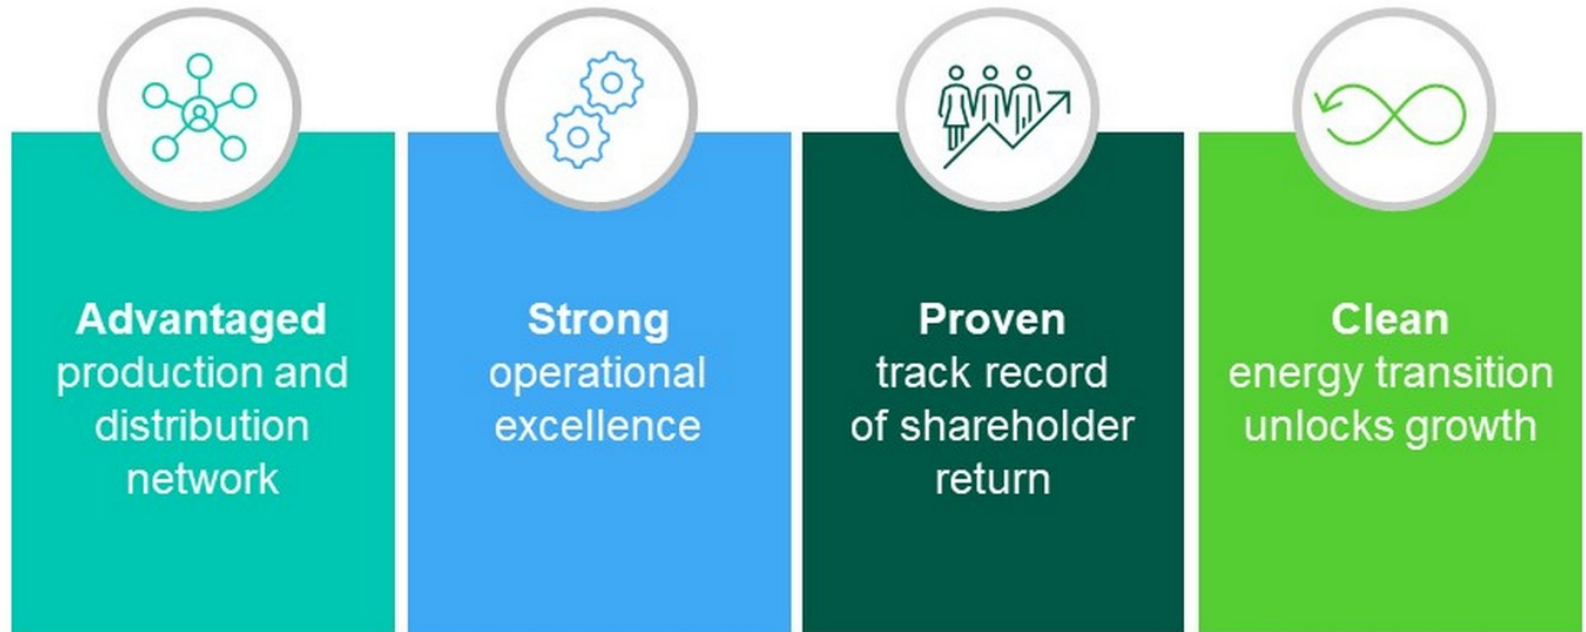 Advantaged
production and
distribution
network
Strong
operational
excellence
Proven
track record
of shareholder
return
Clean
energy transition
unlocks growth